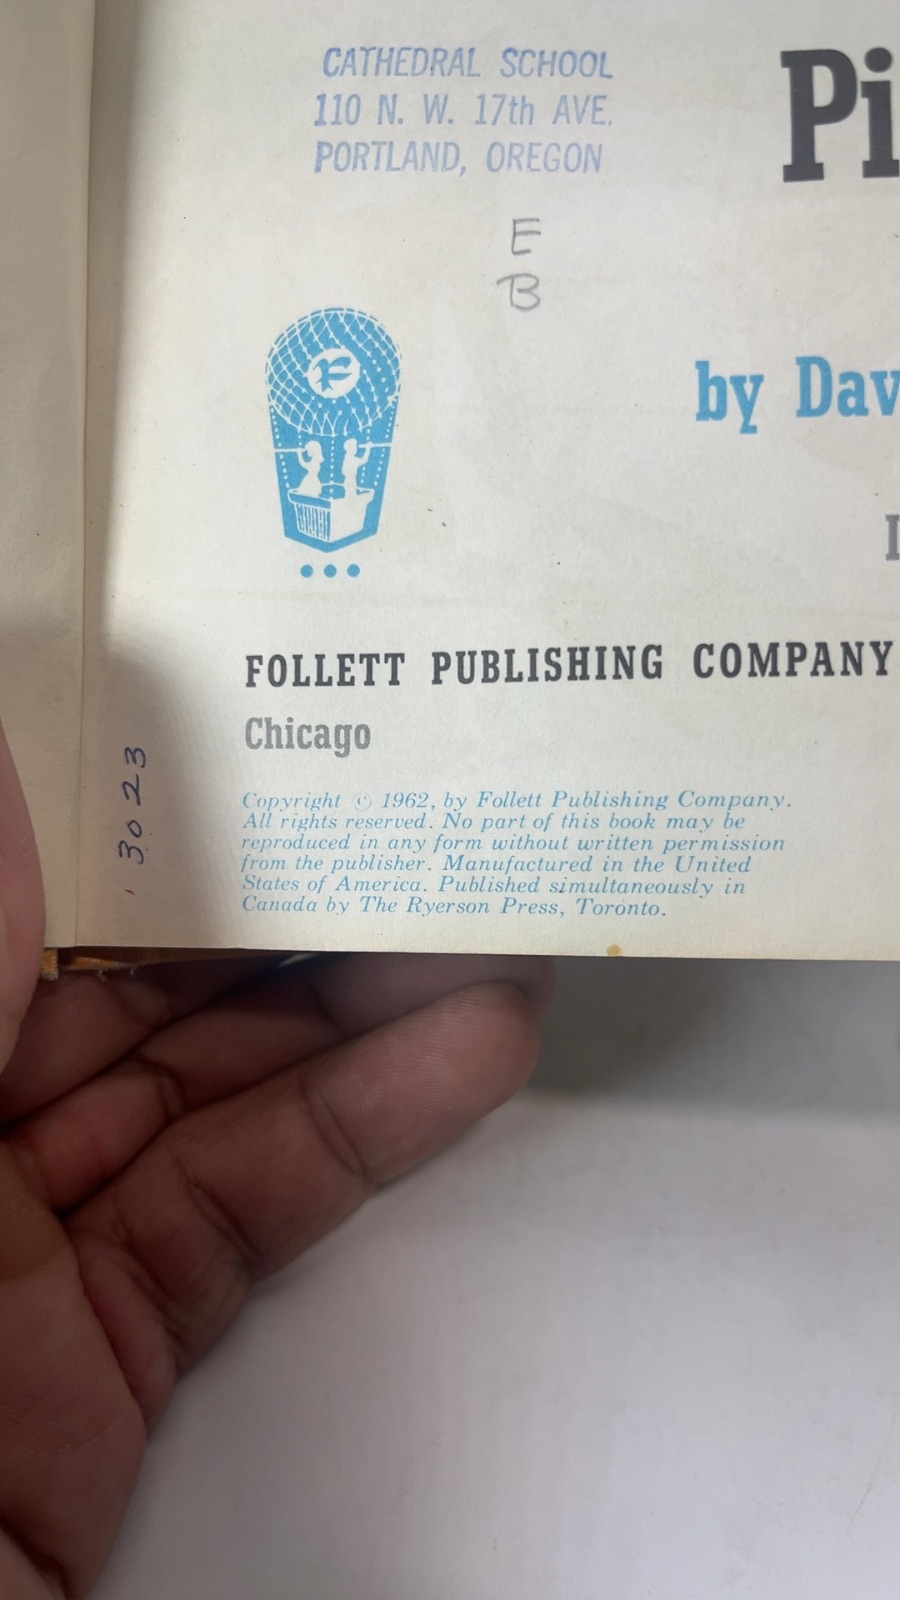 CATHEDRAL SCHOOL
110 N. W. 17th AVE.
PORTLAND, OREGON
Pi
E
B
F
by Dav
FOLLETT PUBLISHING COMPANY
Chicago
3023
Copyright © 1962, by Follett Publishing Company.
All rights reserved. No part of this book may be
reproduced in any form without written permission
from the publisher. Manufactured in the United
States of America. Published simultaneously in
Canada by The Ryerson Press, Toronto.